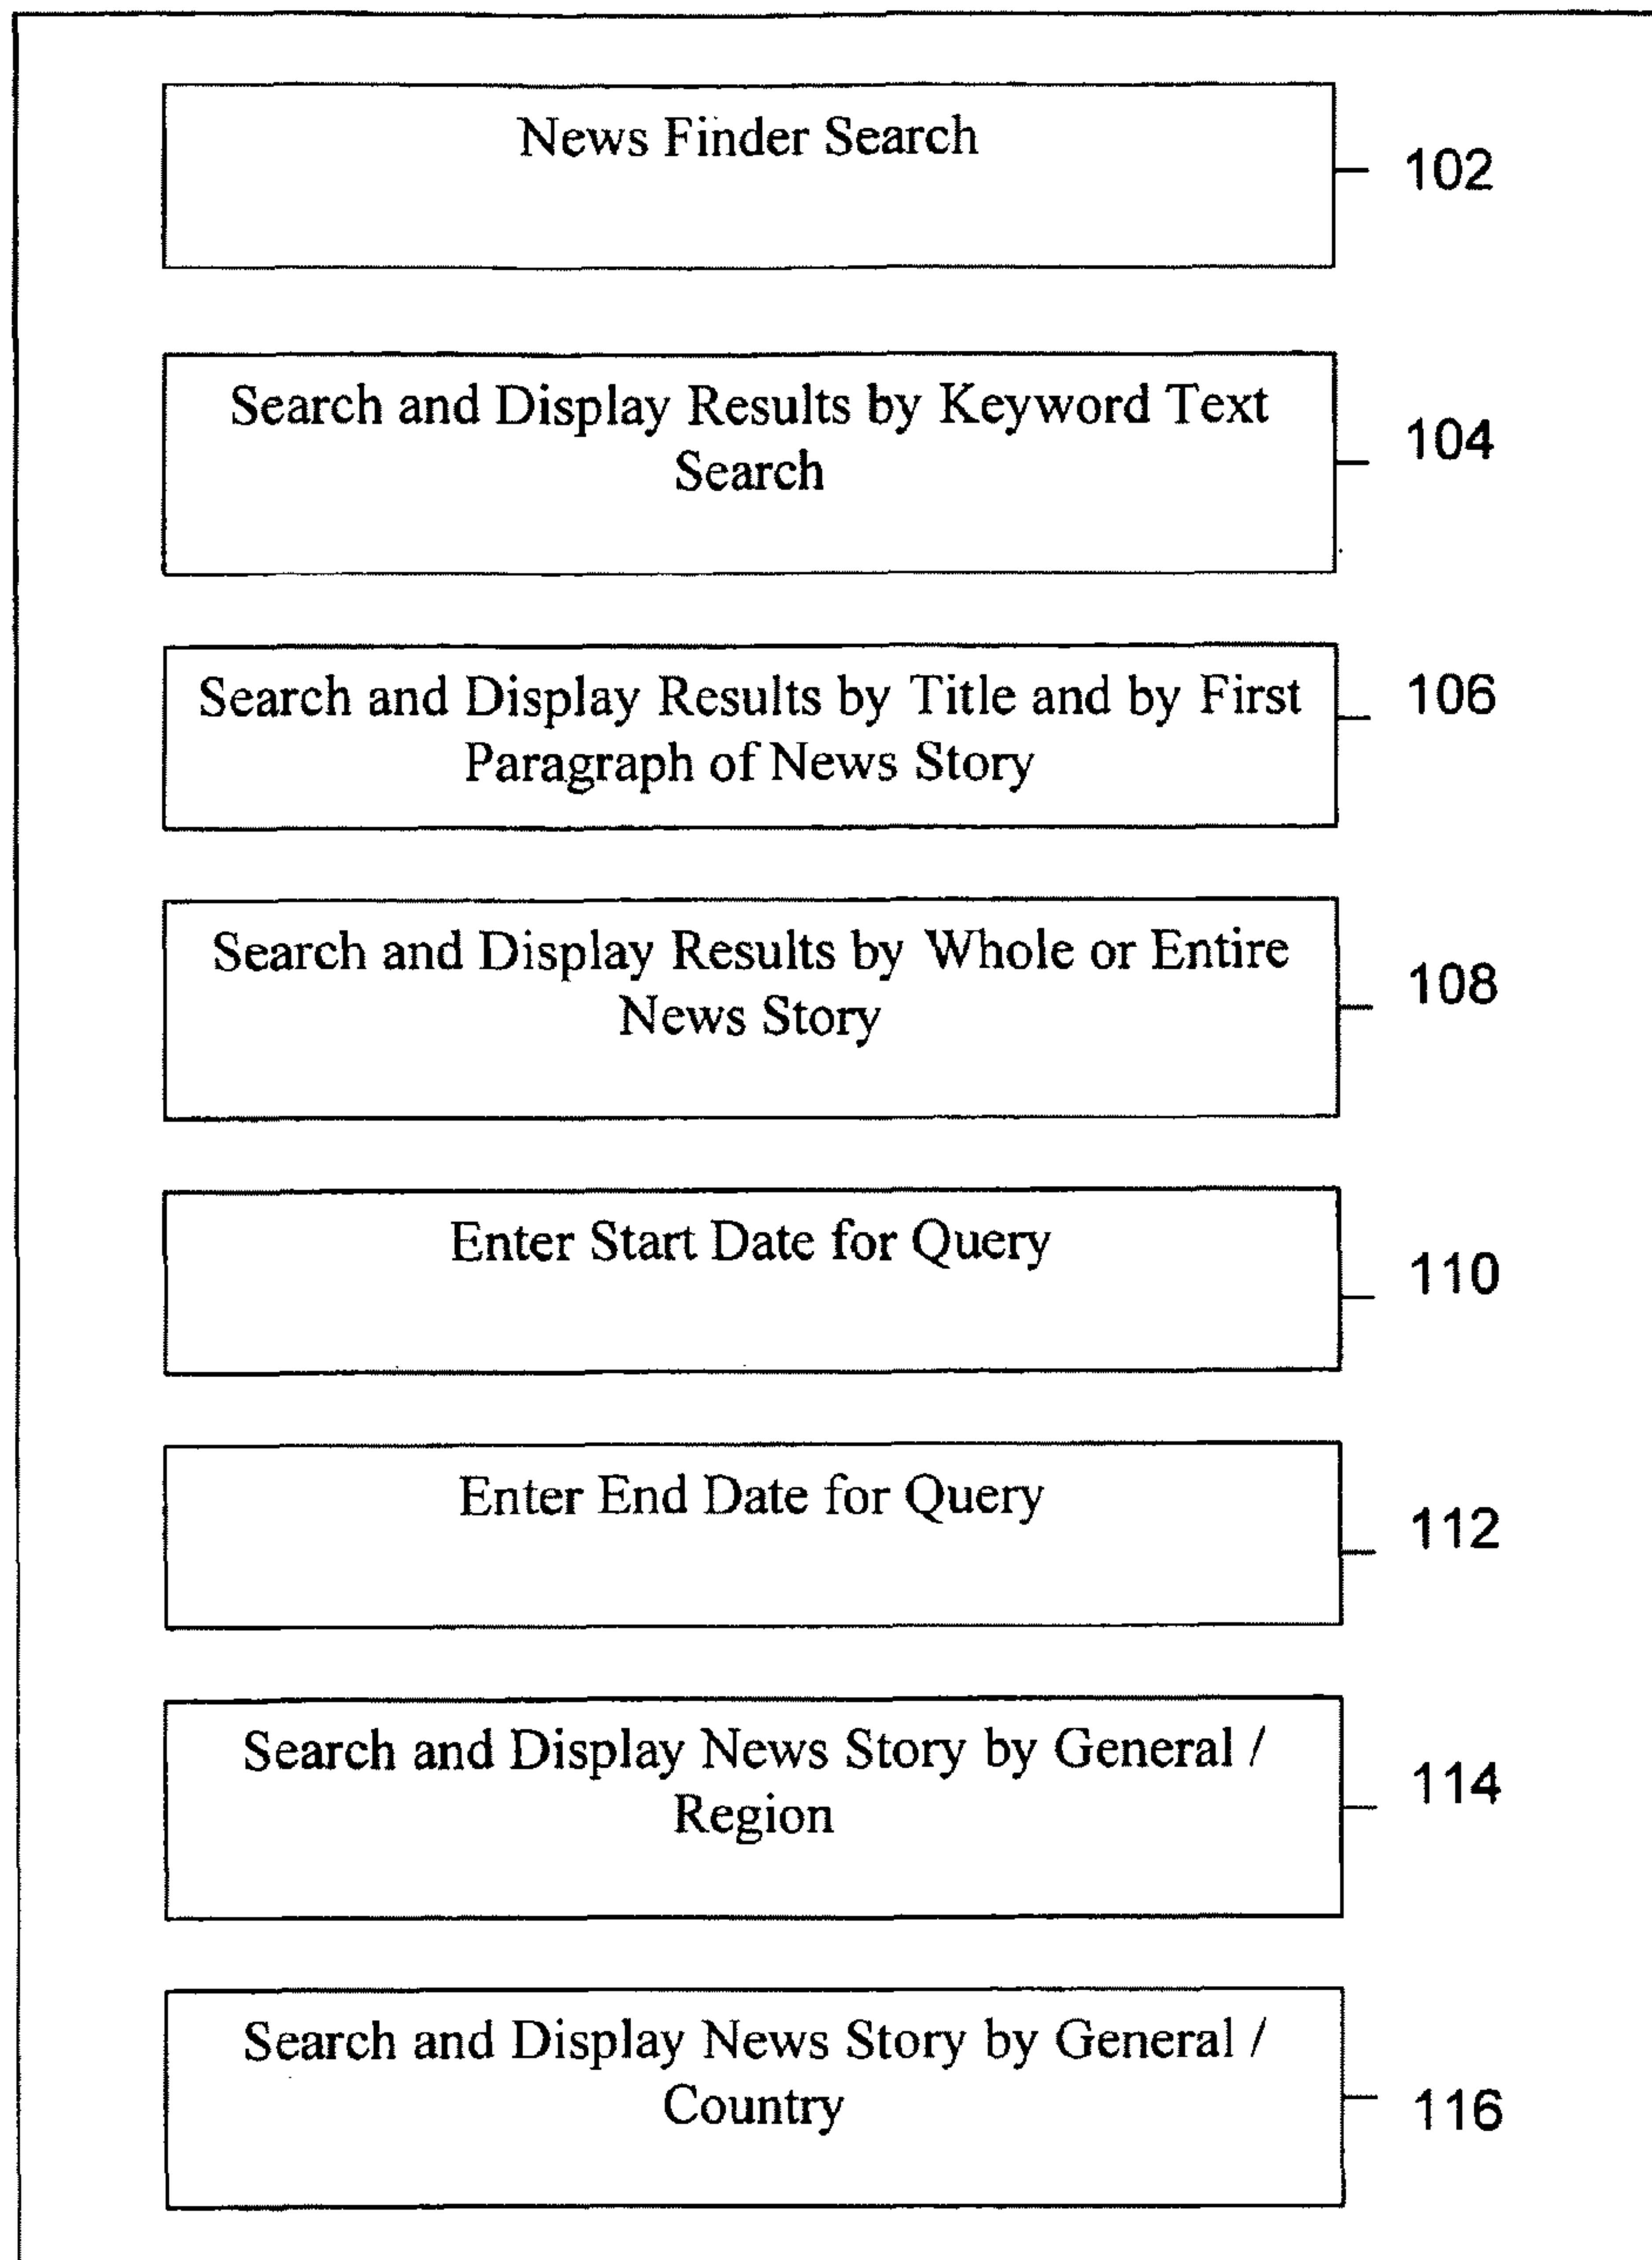 News Finder Search
102
Search and Display Results by Keyword Text
Search
104
Search and Display Results by Title and by First
Paragraph of News Story
106
Search and Display Results by Whole or Entire
News Story
108
Enter Start Date for Query
110
Enter End Date for Query
112
Search and Display News Story by General /
Region
114
Search and Display News Story by General /
Country
116